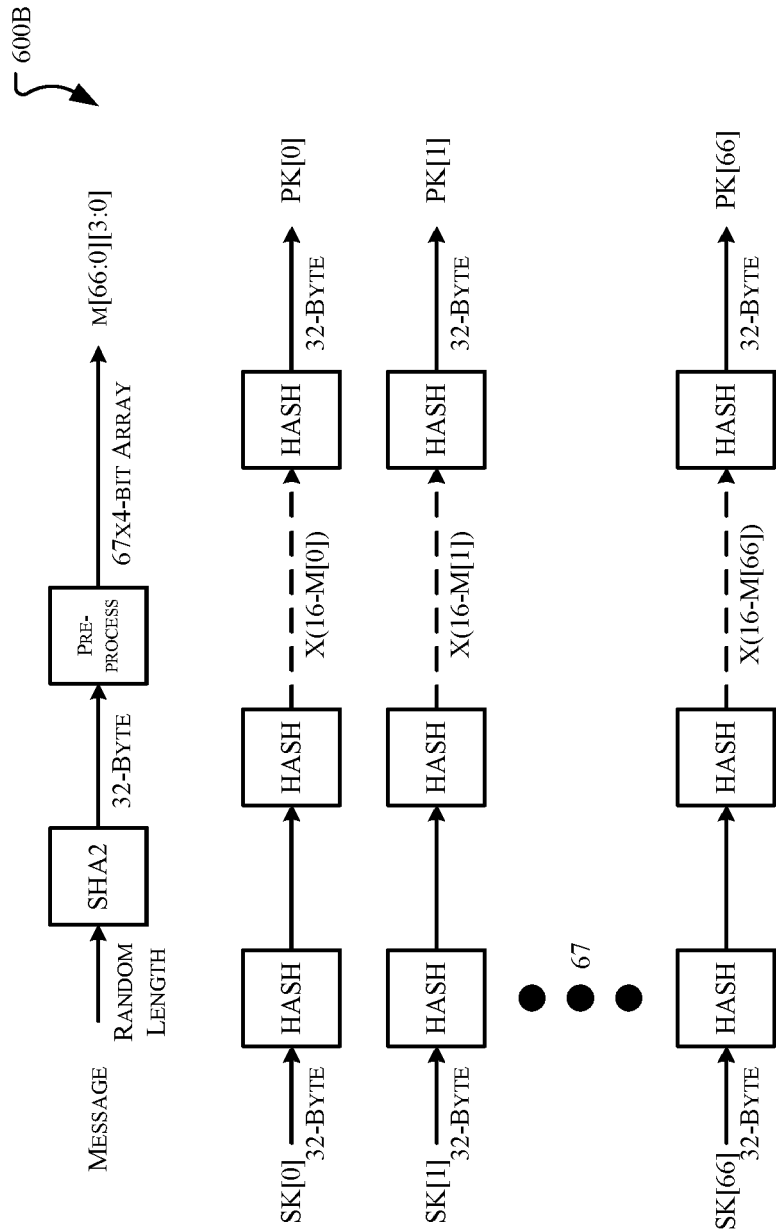 600B
MESSAGE
RANDOM
LENGTH
SHA2
32-BYTE
PRE-
PROCESS
67X4-BIT ARRAY
M[66:0][3:0]
SK[0]
32-BYTE
HASH
HASH
X(16-M[0])
HASH
32-BYTE
PK[0]
SK[1]
32-BYTE
HASH
HASH
X(16-M[1])
HASH
32-BYTE
PK[1]
67
SK[66]
32-BYTE
HASH
HASH
X(16-M[66])
HASH
32-BYTE
PK[66]